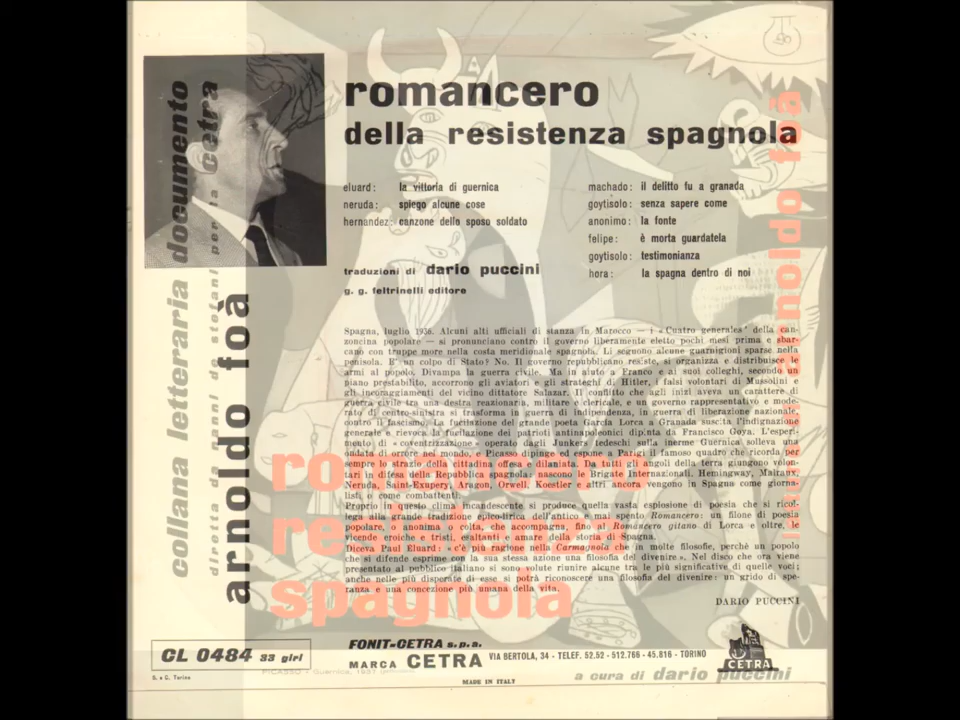 romancero
della resistenza spagnola
eluard: la vittoria di guernica
neruda: spiego alcune cose
hernandez: canzone dello sposo soldato
machado: il delitto fu a granada
goytisolo: senza sapere come
anonimo: la fonte
felipe: è morta guardatela
goytisolo: testimonianza
hora: la spagna dentro di noi
traduzioni di dario puccini
g. g. feltrinelli editore
Spagna, luglio 1936. Alcuni alti ufficiali di stanza in Marocco — i «Cuatro generales» della can-
zoncina popolare — si pronunciano contro il governo liberamente eletto pochi mesi prima e sbar-
cano con truppe more nella costa meridionale spagnola. Li seguono alcune guarnigioni sparse nella
penisola. E' un colpo di Stato? No. Il governo repubblicano resiste, si organizza e distribuisce le
armi al popolo. Divampa la guerra civile. Ma in aiuto a Franco e ai suoi colleghi, secondo un
piano prestabilito, accorrono gli aviatori e gli strateghi di Hitler, i falsi volontari di Mussolini e
gli incoraggiamenti del vicino dittatore Salazar. Il conflitto che agli inizi aveva un carattere di
guerra civile tra una destra reazionaria, militare e clericale, e un governo rappresentativo e mode-
rato di centro-sinistra si trasforma in guerra di indipendenza, in guerra di liberazione nazionale,
contro il fascismo. La fucilazione del grande poeta García Lorca a Granada suscita l'indignazione
generale e rievoca la fucilazione dei patrioti antinapoleonici dipinta da Francisco Goya. L'esperi-
mento di «coventrizzazione» operato dagli Junkers tedeschi sulla inerme Guernica solleva una
ondata di orrore nel mondo, e Picasso dipinge ed espone a Parigi il famoso quadro che ricorda per
sempre lo strazio della cittadina dilaniata. Da tutti gli angoli della terra giungono volon-
tari in difesa della Repubblica spagnola: nascono le Brigate Internazionali. Hemingway, Malraux,
Neruda, Saint-Exupery, Aragon, Orwell, Koestler e altri ancora vengono in Spagna come giorna-
listi, e come combattenti.
Proprio in questo clima incandescente si produce quella vasta esplosione di poesia che si ricol-
lega alla grande tradizione epico-lirica dell'antico e mai spento Romancero: un filone di poesia
popolare, o anonima o colta, che accompagna, fino al Romancero gitano di Lorca e oltre, le
vicende eroiche e tristi, esaltanti e amare della storia di Spagna.
Diceva Paul Eluard: «c'è più ragione nella Carmagnola che in molte filosofie, perchè un popolo
che si difende esprime con la sua stessa azione una filosofia del divenire». Nel disco che ora viene
presentato al pubblico italiano si sono volute riunire alcune tra le più significative di quelle voci;
anche nelle più disperate di esse si potrà riconoscere una filosofia del divenire: un grido di spe-
ranza e una concezione più umana della vita.
DARIO PUCCINI
collana letteraria documento cetra
diretta da nanni de stefani per la
arnoldo foà
arnoldo foà
romancero
resistenza
spagnola
CL 0484 33 giri
G. e C. Torino
PICASSO - Guernica, 1937
FONIT-CETRA s.p.a.
MARCA CETRA VIA BERTOLA, 34 - TELEF. 52.52 - 512.766 - 45.816 - TORINO
MADE IN ITALY
CETRA
a cura di dario puccini